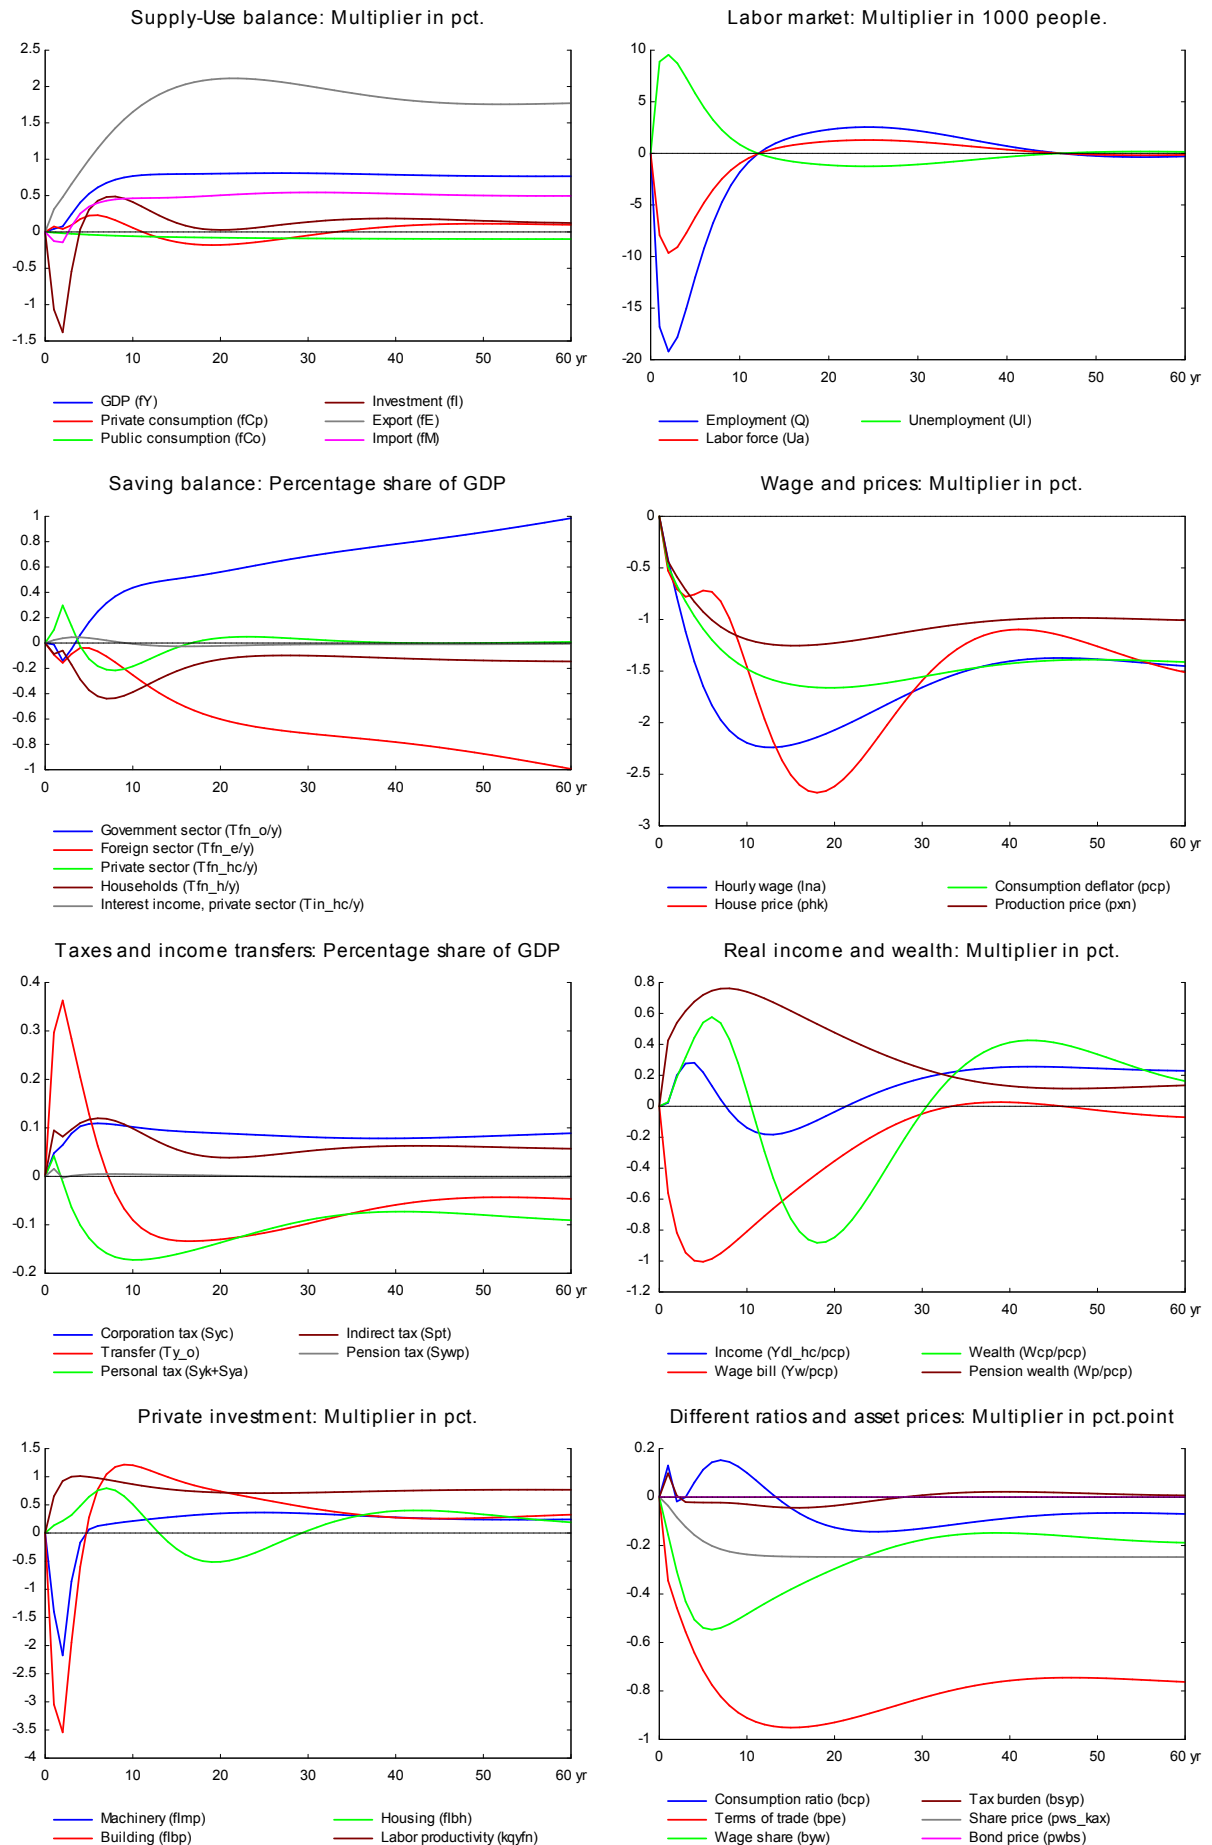 Supply-Use balance: Multiplier in pct.
2.5
2
1.5
1
0.5
0
-0.5
-1
-1.5
0 10 20 30 40 50 60 yr
GDP (fY)
Private consumption (fCp)
Public consumption (fCo)
Investment (fI)
Export (fE)
Import (fM)
Labor market: Multiplier in 1000 people.
10
5
0
-5
-10
-15
-20
0 10 20 30 40 50 60 yr
Employment (Q)
Labor force (Ua)
Unemployment (Ul)
Saving balance: Percentage share of GDP
1
0.8
0.6
0.4
0.2
0
-0.2
-0.4
-0.6
-0.8
-1
0 10 20 30 40 50 60 yr
Government sector (Tfn_o/y)
Foreign sector (Tfn_e/y)
Private sector (Tfn_hc/y)
Households (Tfn_h/y)
Interest income, private sector (Tin_hc/y)
Wage and prices: Multiplier in pct.
0
-0.5
-1
-1.5
-2
-2.5
-3
0 10 20 30 40 50 60 yr
Hourly wage (lna)
House price (phk)
Consumption deflator (pcp)
Production price (pxn)
Taxes and income transfers: Percentage share of GDP
0.4
0.3
0.2
0.1
0
-0.1
-0.2
0 10 20 30 40 50 60 yr
Corporation tax (Syc)
Transfer (Ty_o)
Personal tax (Syk+Sya)
Indirect tax (Spt)
Pension tax (Sywp)
Real income and wealth: Multiplier in pct.
0.8
0.6
0.4
0.2
0
-0.2
-0.4
-0.6
-0.8
-1
-1.2
0 10 20 30 40 50 60 yr
Income (Ydl_hc/pcp)
Wage bill (Yw/pcp)
Wealth (Wcp/pcp)
Pension wealth (Wp/pcp)
Private investment: Multiplier in pct.
1.5
1
0.5
0
-0.5
-1
-1.5
-2
-2.5
-3
-3.5
-4
0 10 20 30 40 50 60 yr
Machinery (fImp)
Building (fIbp)
Housing (fIbh)
Labor productivity (kqyfn)
Different ratios and asset prices: Multiplier in pct.point
0.2
0
-0.2
-0.4
-0.6
-0.8
-1
0 10 20 30 40 50 60 yr
Consumption ratio (bcp)
Terms of trade (bpe)
Wage share (byw)
Tax burden (bsyp)
Share price (pws_kax)
Bond price (pwbs)